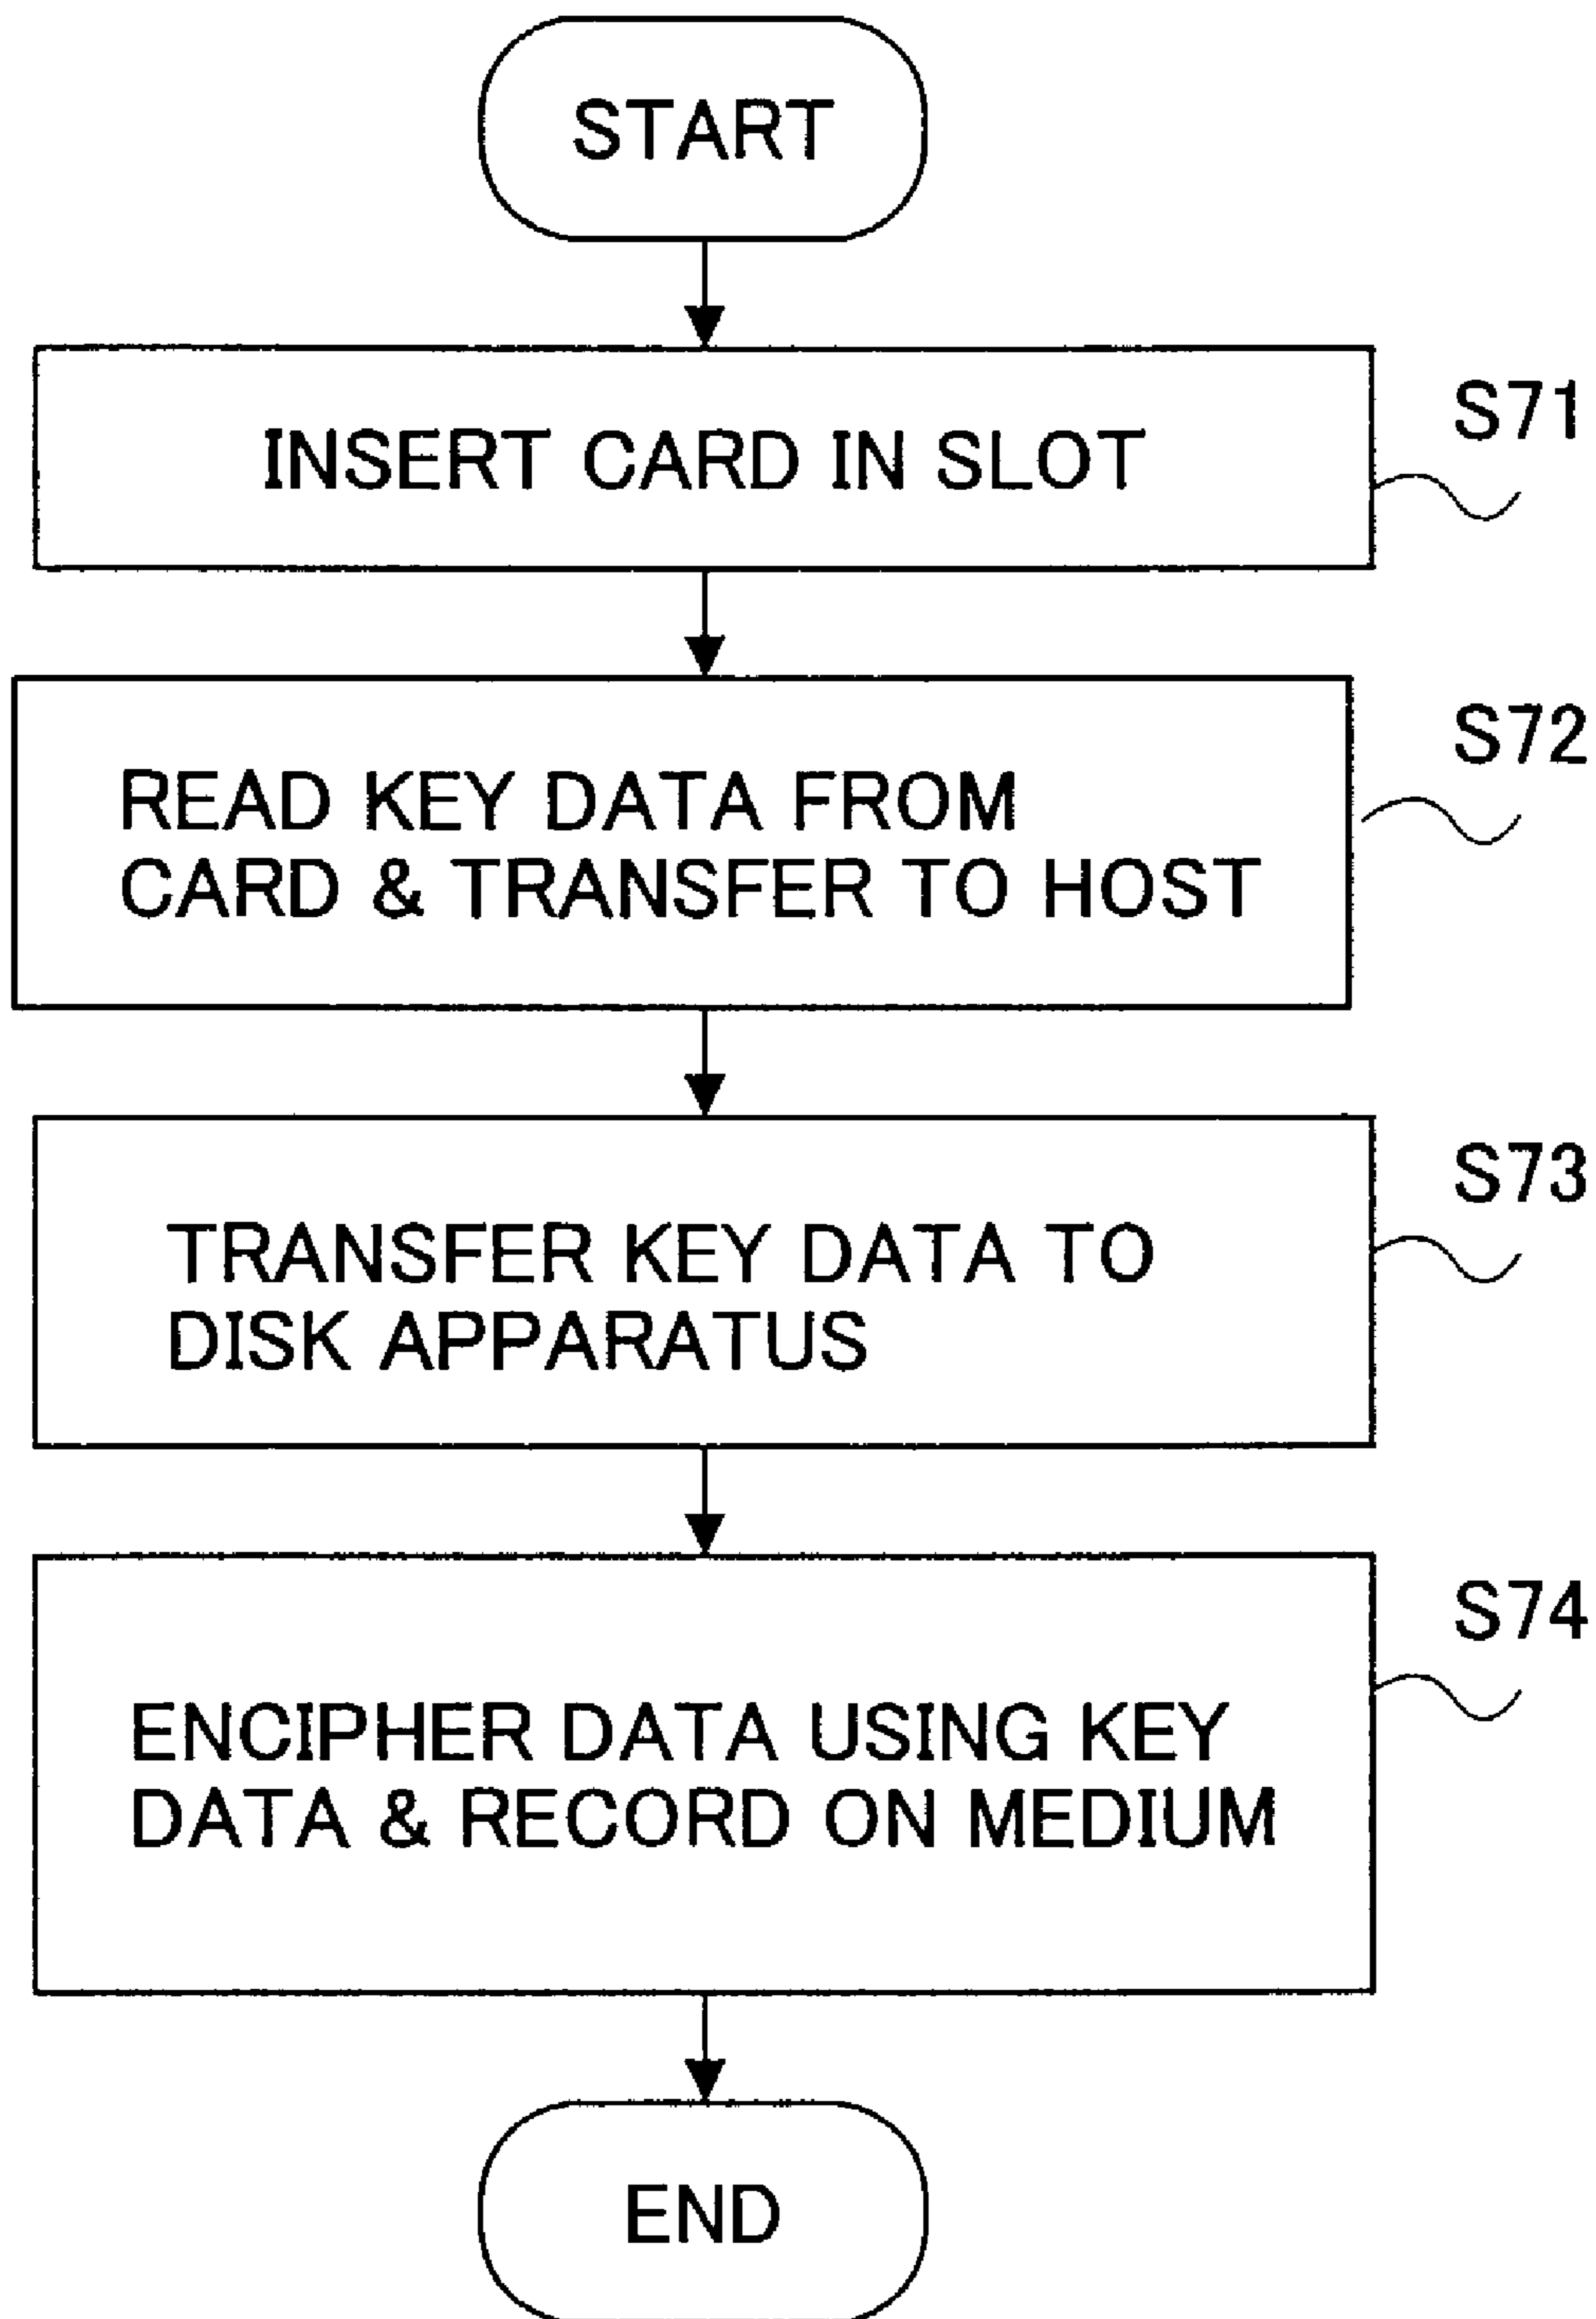 START
INSERT CARD IN SLOT
S71
READ KEY DATA FROM
CARD & TRANSFER TO HOST
S72
TRANSFER KEY DATA TO
DISK APPARATUS
S73
ENCIPHER DATA USING KEY
DATA & RECORD ON MEDIUM
S74
END